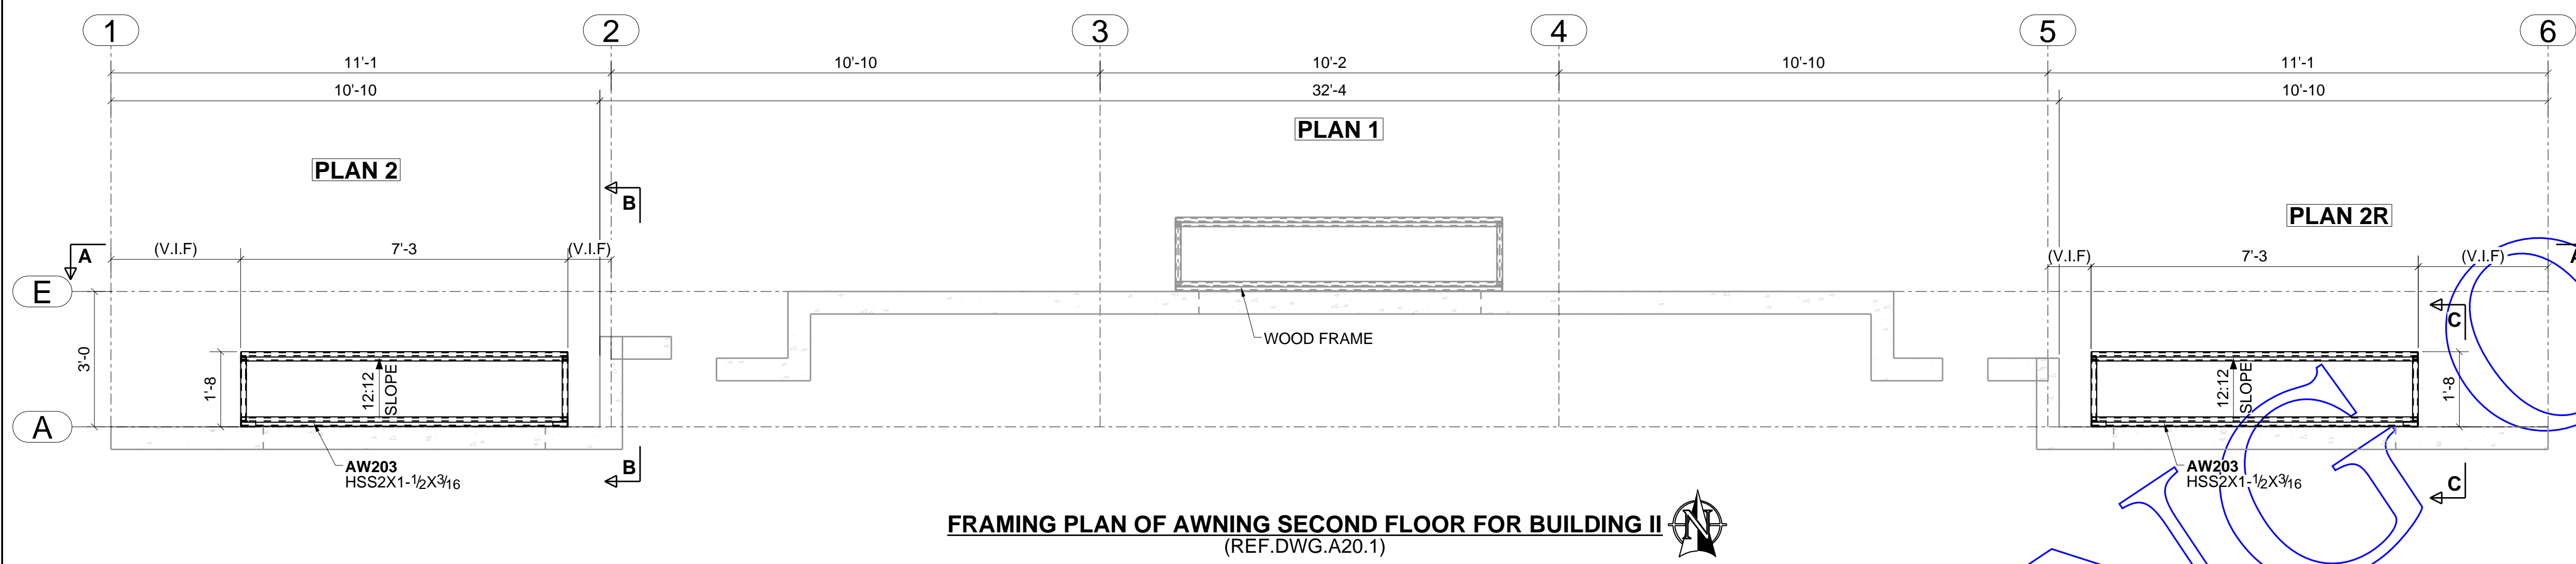 1 2 3 4 5 6
11'-1 10'-10 10'-2 10'-10 11'-1
10'-10 32'-4 10'-10
PLAN 1
PLAN 2
B
PLAN 2R
A (V.I.F) 7'-3 (V.I.F)
(V.I.F) 7'-3 (V.I.F) A
E
C
WOOD FRAME
3'-0
1'-8
12:12
SLOPE
12:12
SLOPE
1'-8
A
AW203
HSS2X1-1/2X3/16
B
AW203
HSS2X1-1/2X3/16
C
FRAMING PLAN OF AWNING SECOND FLOOR FOR BUILDING II N
(REF.DWG.A20.1)